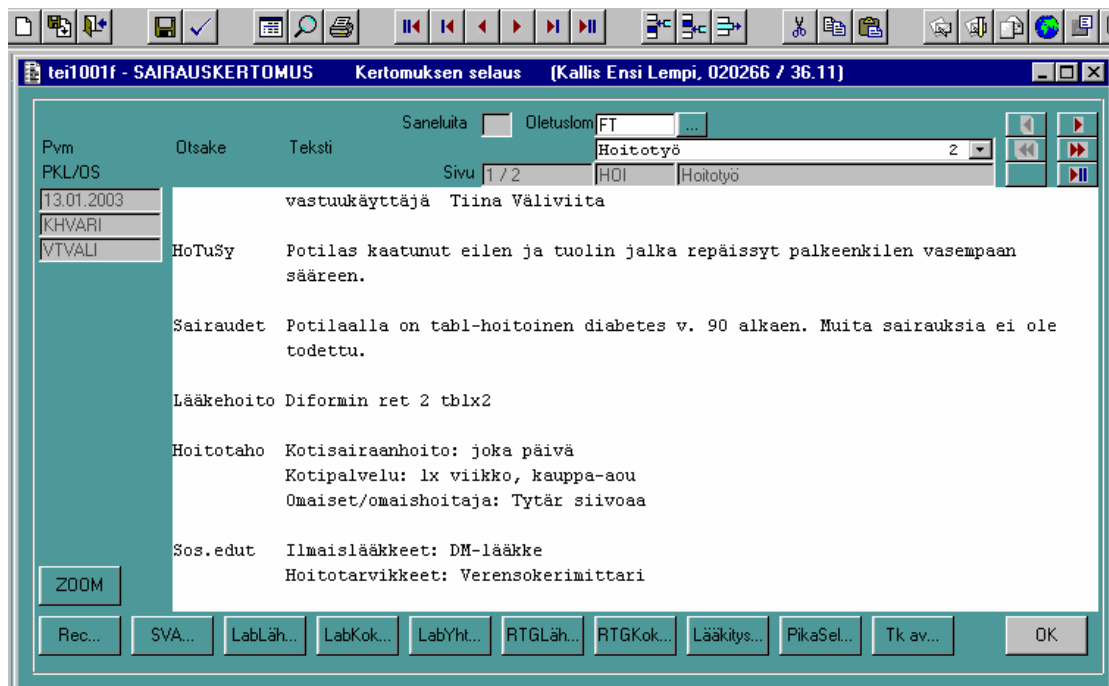 tei1001f - SAIRAUSKERTOMUS Kertomuksen selaus (Kallis Ensi Lempi, 020266 / 36.11)
Saneluita Oletuslom FT ...
Pvm Otsake Teksti Hoitotyö 2
PKL/OS Sivu 1 / 2 HOI Hoitotyö
13.01.2003 vastuukäyttäjä Tiina Väliviita
KHVARI
VTVALI HoTuSy Potilas kaatunut eilen ja tuolin jalka repäissyt palkeenkilen vasempaan
sääreen.
Sairaudet Potilaalla on tabl-hoitoinen diabetes v. 90 alkaen. Muita sairauksia ei ole
todettu.
Lääkehoito Diformin ret 2 tblx2
Hoitotaho Kotisairaanhoito: joka päivä
Kotipalvelu: 1x viikko, kauppa-aou
Omaiset/omaishoitaja: Tytär siivoaa
Sos.edut Ilmaislääkkeet: DM-lääkke
Hoitotarvikkeet: Verensokerimittari
ZOOM
Rec... SVA... LabLäh... LabKok... LabYht... RTGLäh... RTGKok... Lääkitys... PikaSel... Tk av... OK